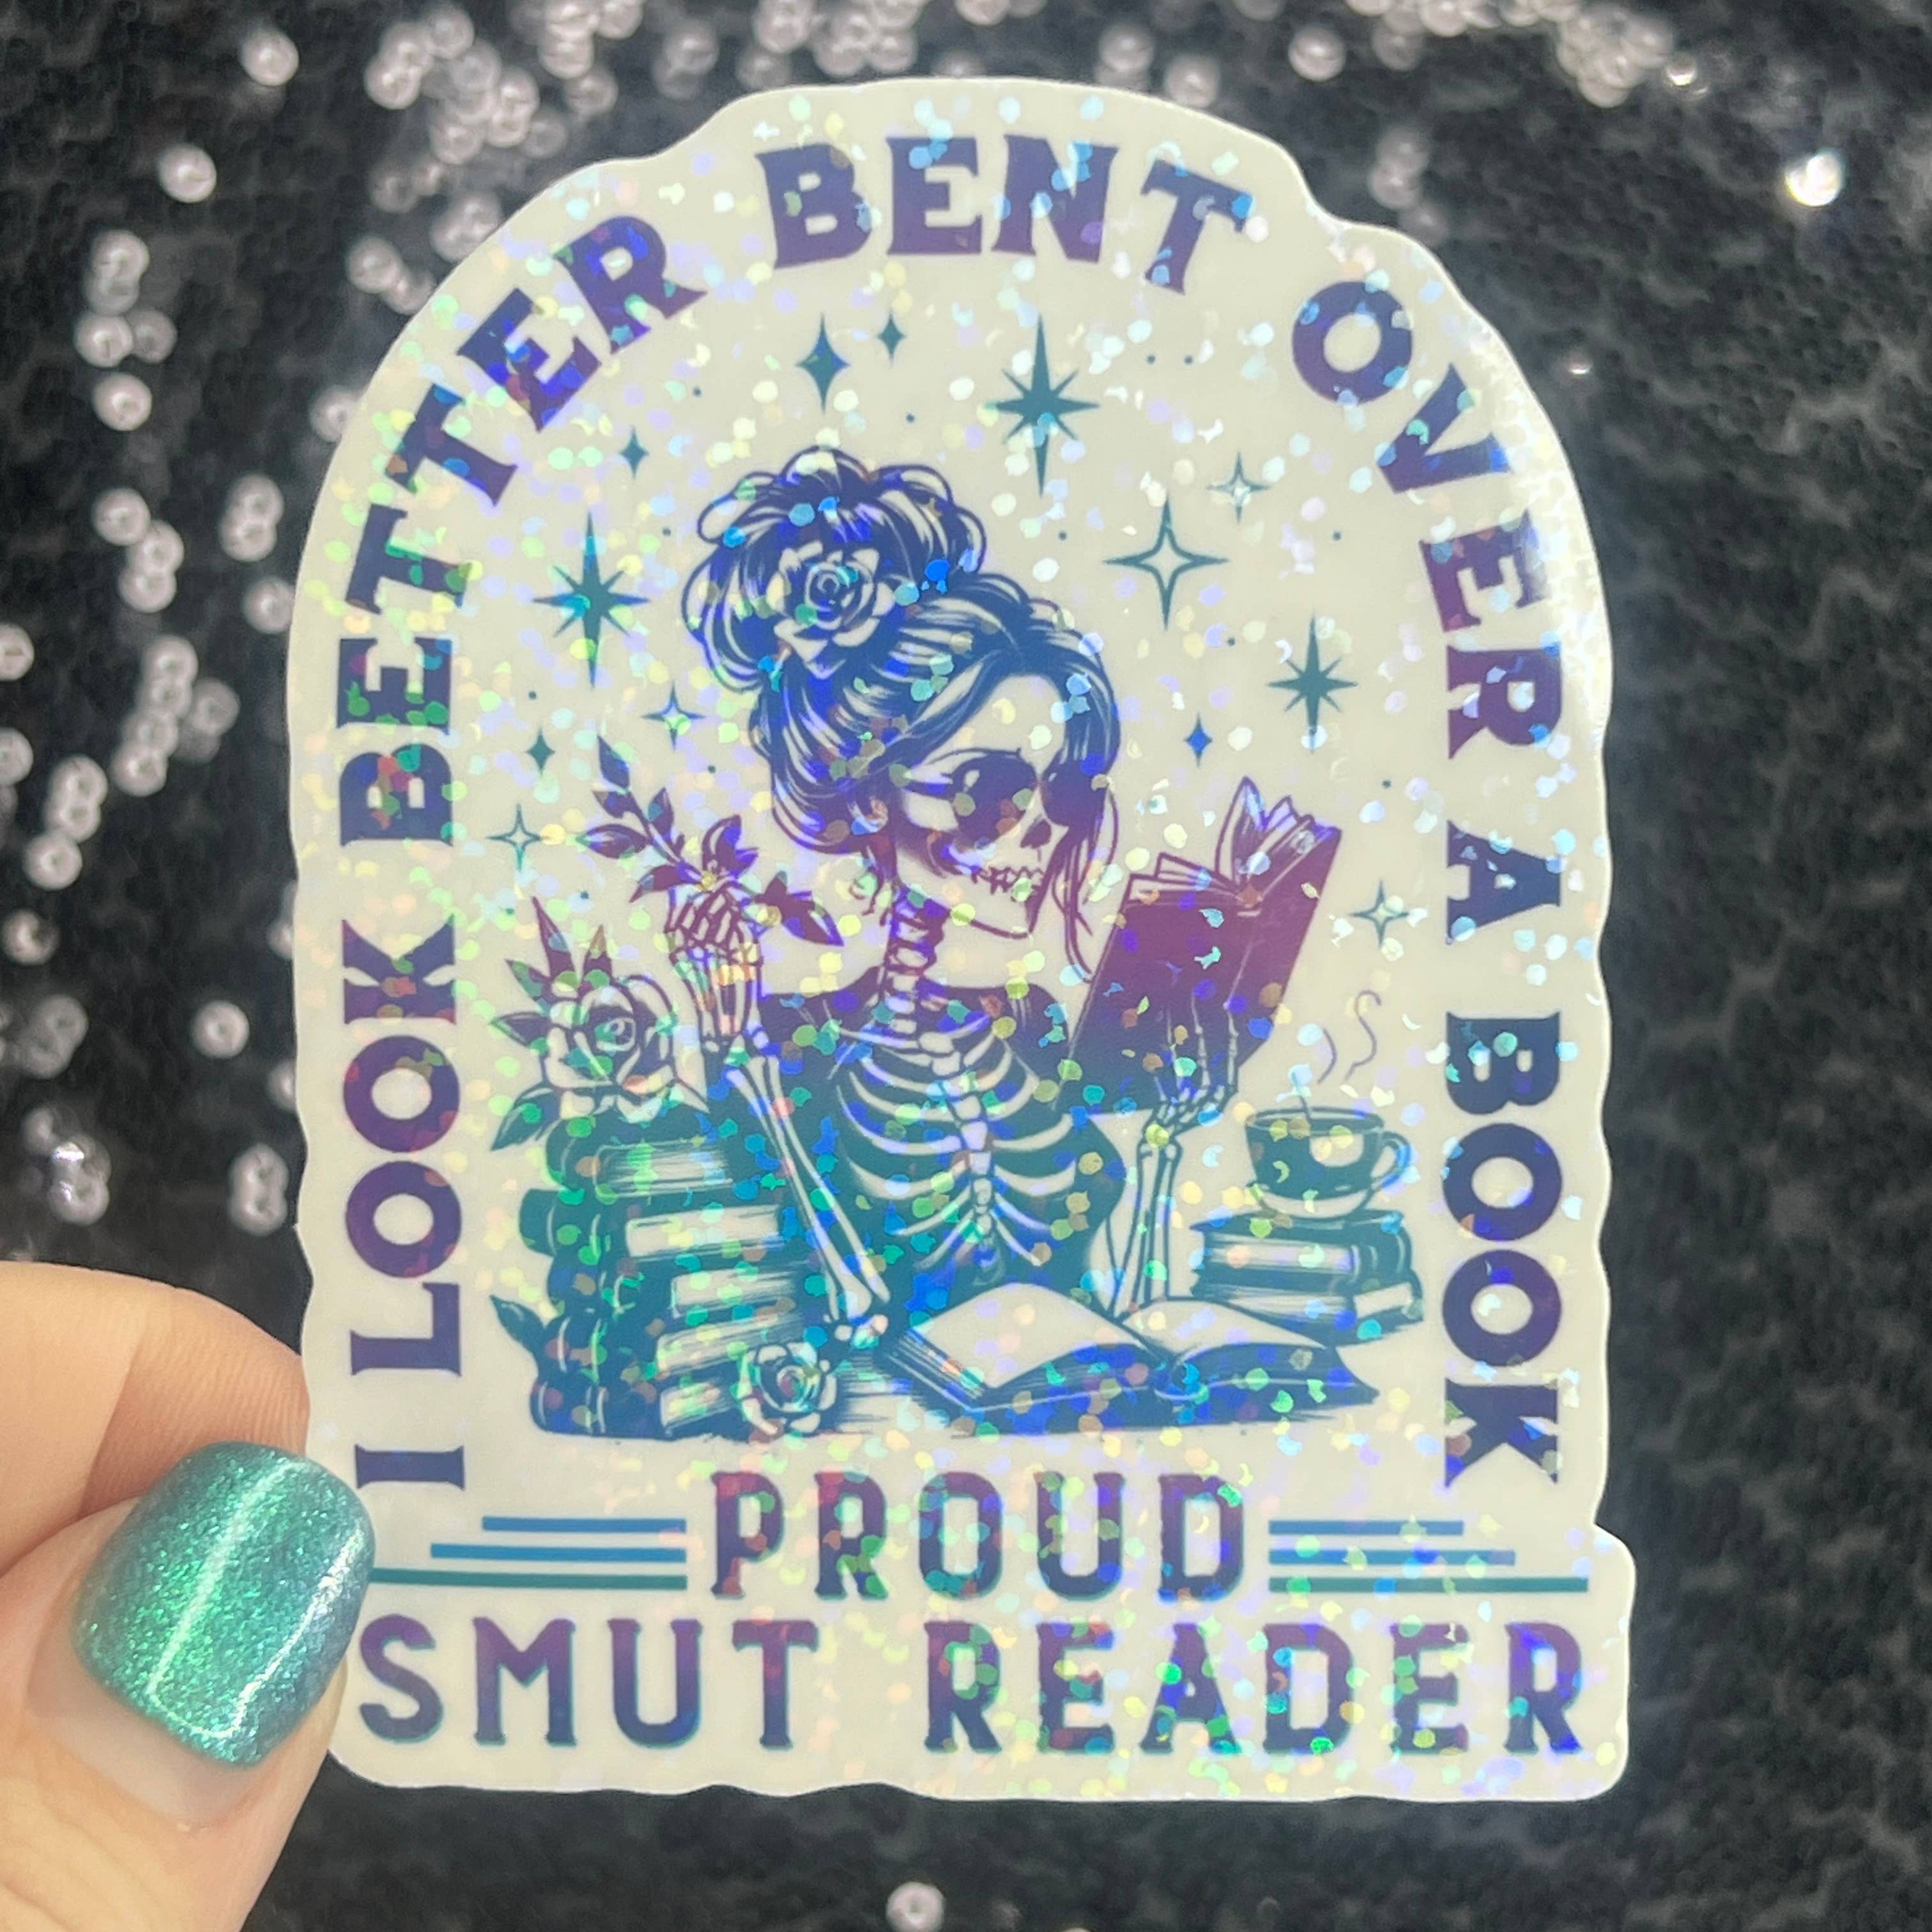 I LOOK BETTER BENT OVER A BOOK
PROUD
SMUT READER